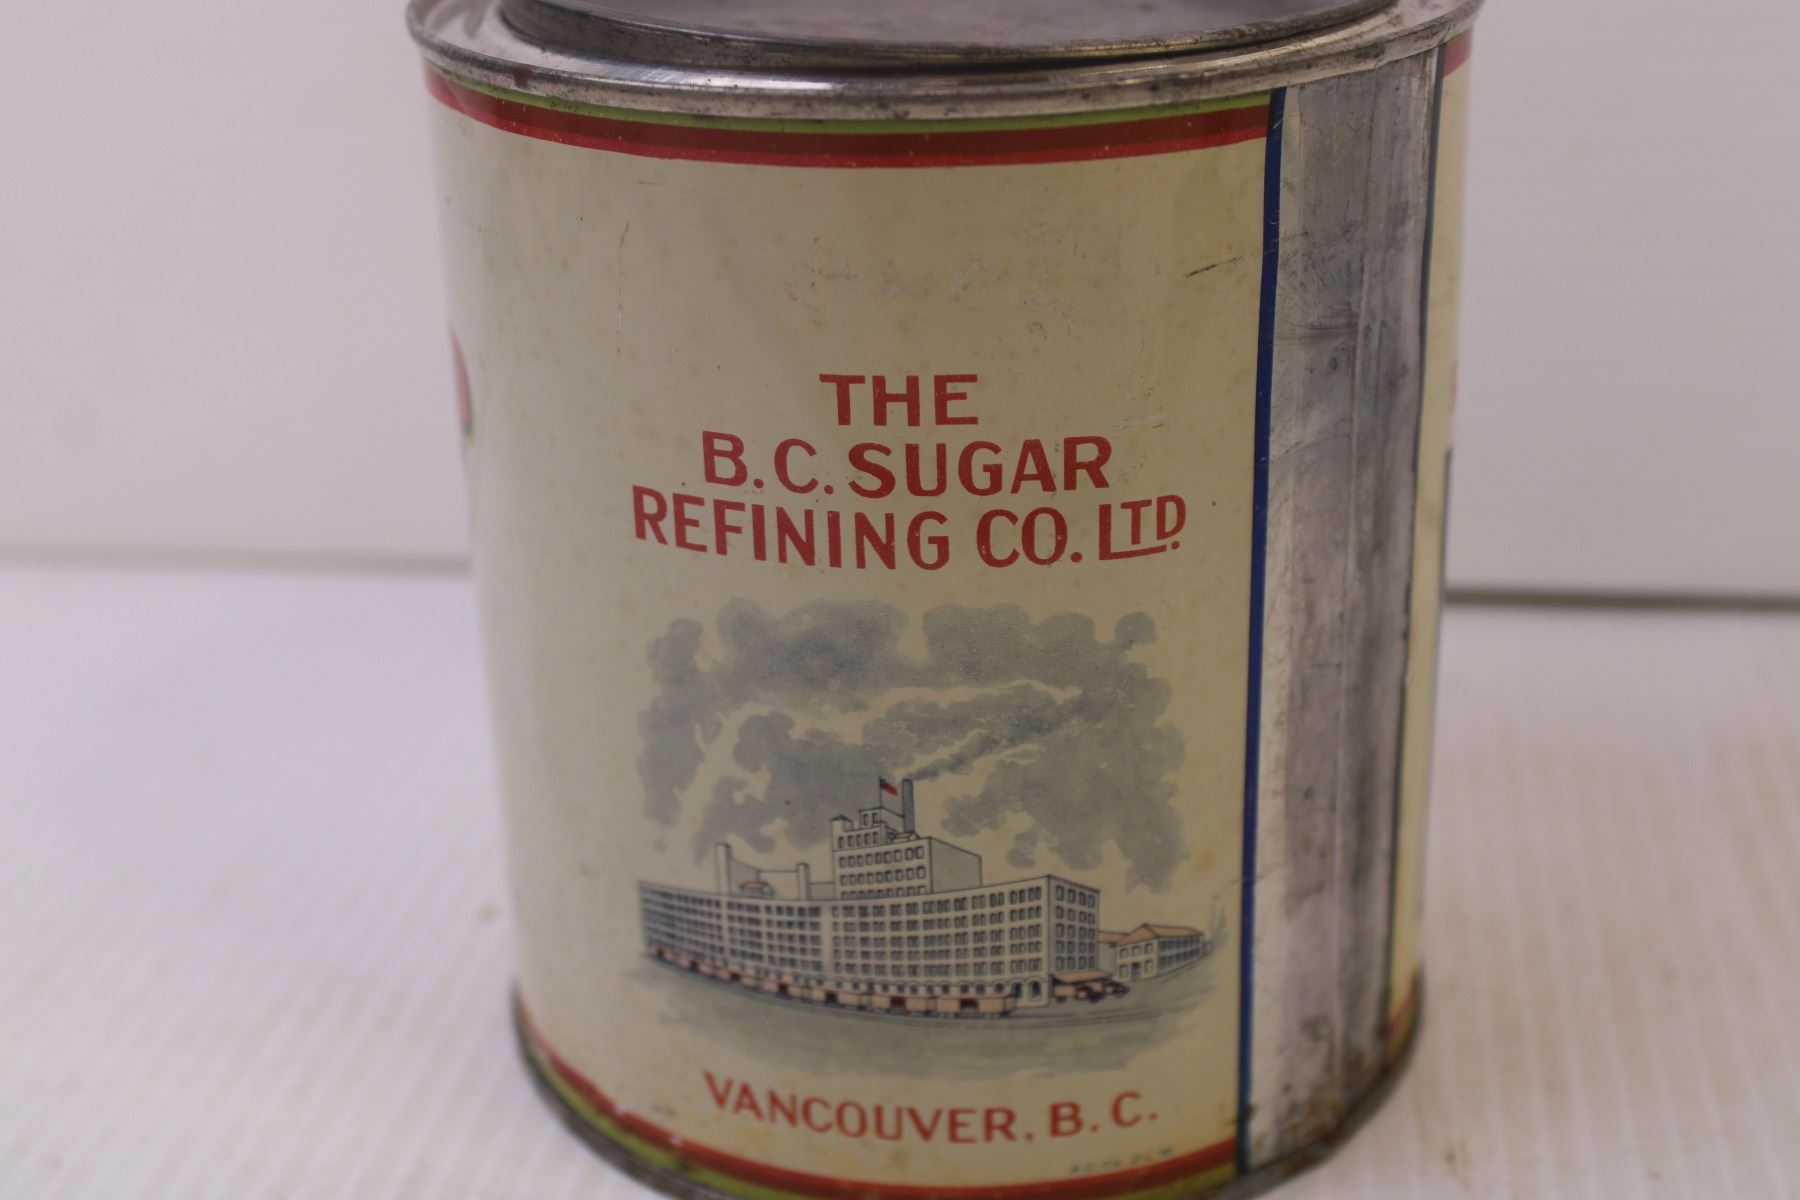 THE
B.C. SUGAR
REFINING CO. LTD.
VANCOUVER, B.C.